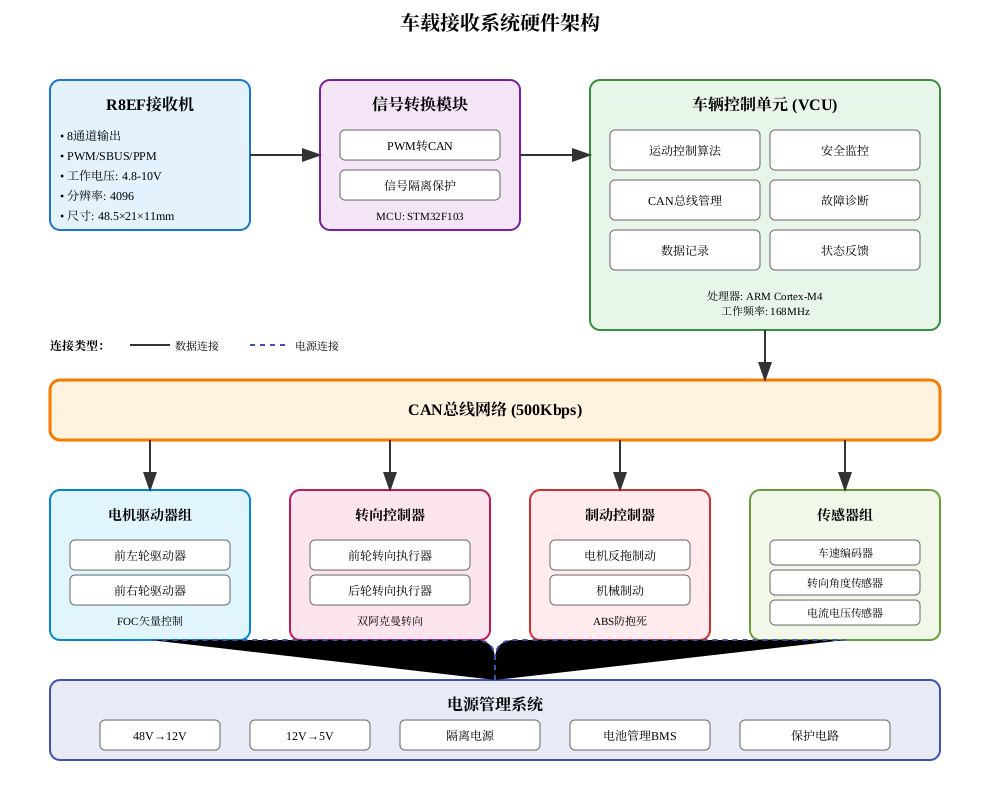 车载接收系统硬件架构
R8EF接收机
• 8通道输出
• PWM/SBUS/PPM
• 工作电压: 4.8-10V
• 分辨率: 4096
• 尺寸: 48.5×21×11mm
信号转换模块
PWM转CAN
信号隔离保护
MCU: STM32F103
车辆控制单元 (VCU)
运动控制算法
安全监控
CAN总线管理
故障诊断
数据记录
状态反馈
处理器: ARM Cortex-M4
工作频率: 168MHz
连接类型:
数据连接
电源连接
CAN总线网络 (500Kbps)
电机驱动器组
前左轮驱动器
前右轮驱动器
FOC矢量控制
转向控制器
前轮转向执行器
后轮转向执行器
双阿克曼转向
制动控制器
电机反拖制动
机械制动
ABS防抱死
传感器组
车速编码器
转向角度传感器
电流电压传感器
电源管理系统
48V→12V
12V→5V
隔离电源
电池管理BMS
保护电路